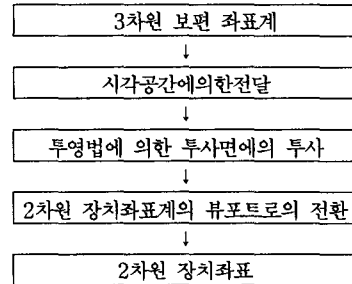 3차원 보편 좌표계
↓
시각공간에의한전달
↓
투영법에 의한 투사면에의 투사
↓
2차원 장치좌표계의 뷰포트로의 전환
↓
2차원 장치좌표